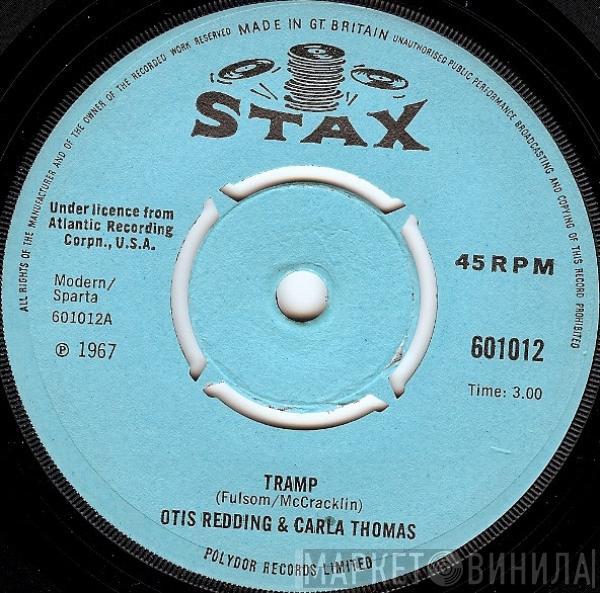 ALL RIGHTS OF THE MANUFACTURER AND OF THE OWNER OF THE RECORDED WORK RESERVED MADE IN GT. BRITAIN UNAUTHORISED PUBLIC PERFORMANCE BROADCASTING AND COPYING OF THIS RECORD PROHIBITED
STAX
Under licence from
Atlantic Recording
Corpn., U.S.A.
45 RPM
Modern/
Sparta
601012A
℗ 1967
601012
Time: 3.00
TRAMP
(Fulsom/McCracklin)
OTIS REDDING & CARLA THOMAS
POLYDOR RECORDS LIMITED
МАРКЕТ ВИНИЛА